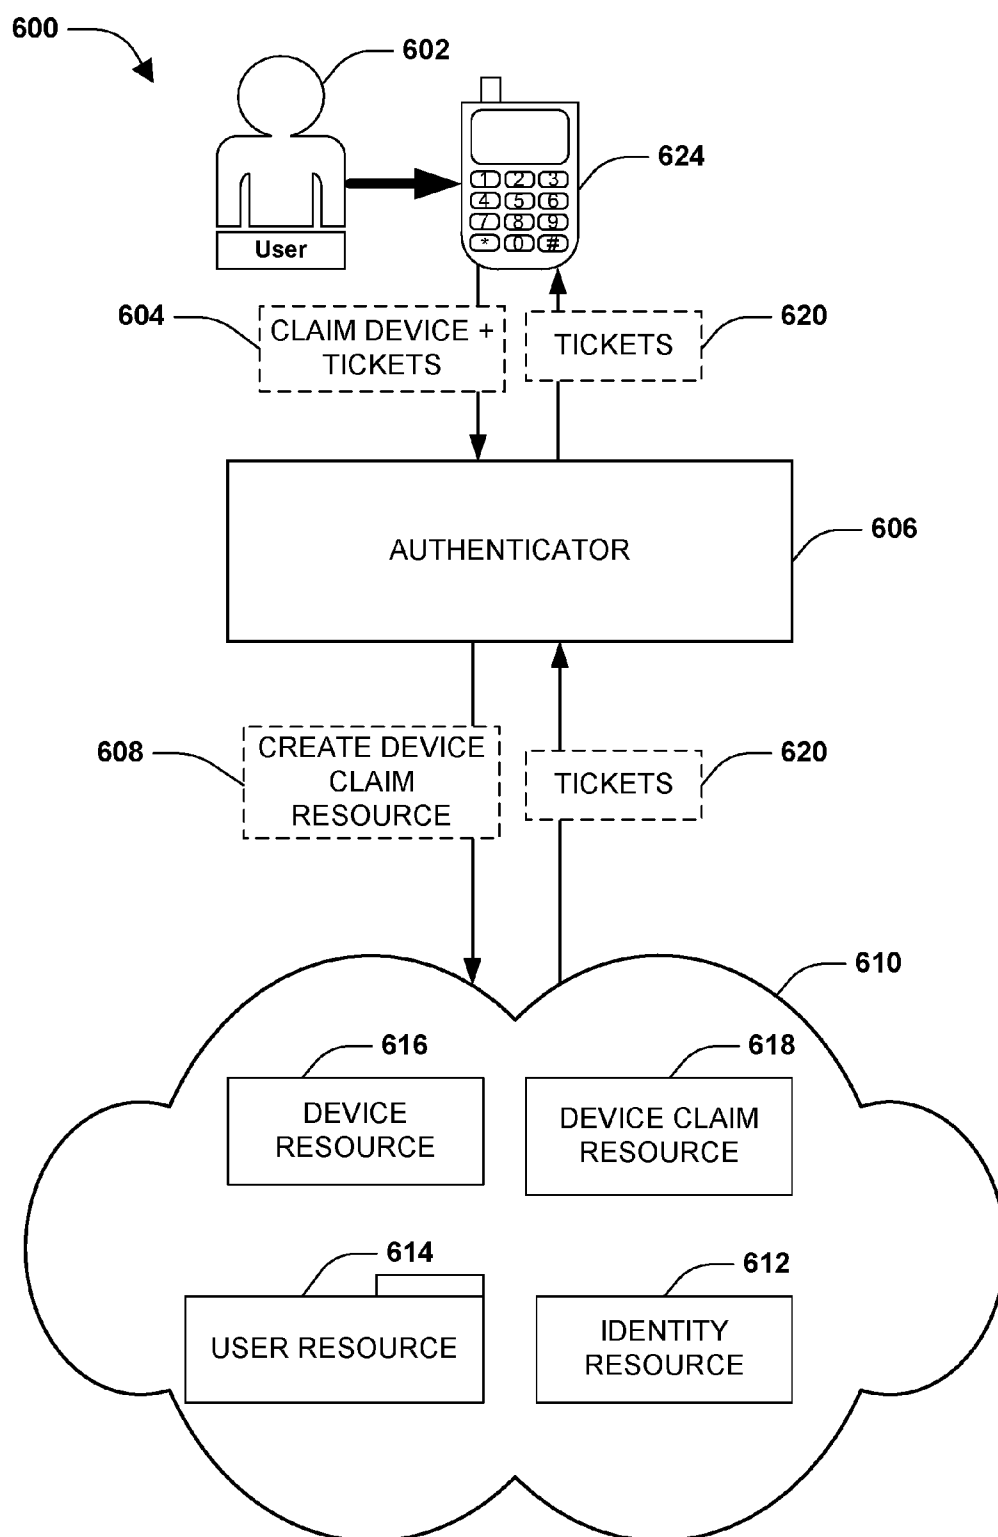 600
602
624
1 2 3
4 5 6
7 8 9
* 0 #
User
604
CLAIM DEVICE +
TICKETS
TICKETS
620
AUTHENTICATOR
606
608
CREATE DEVICE
CLAIM
RESOURCE
TICKETS
620
610
616
DEVICE
RESOURCE
618
DEVICE CLAIM
RESOURCE
614
USER RESOURCE
612
IDENTITY
RESOURCE